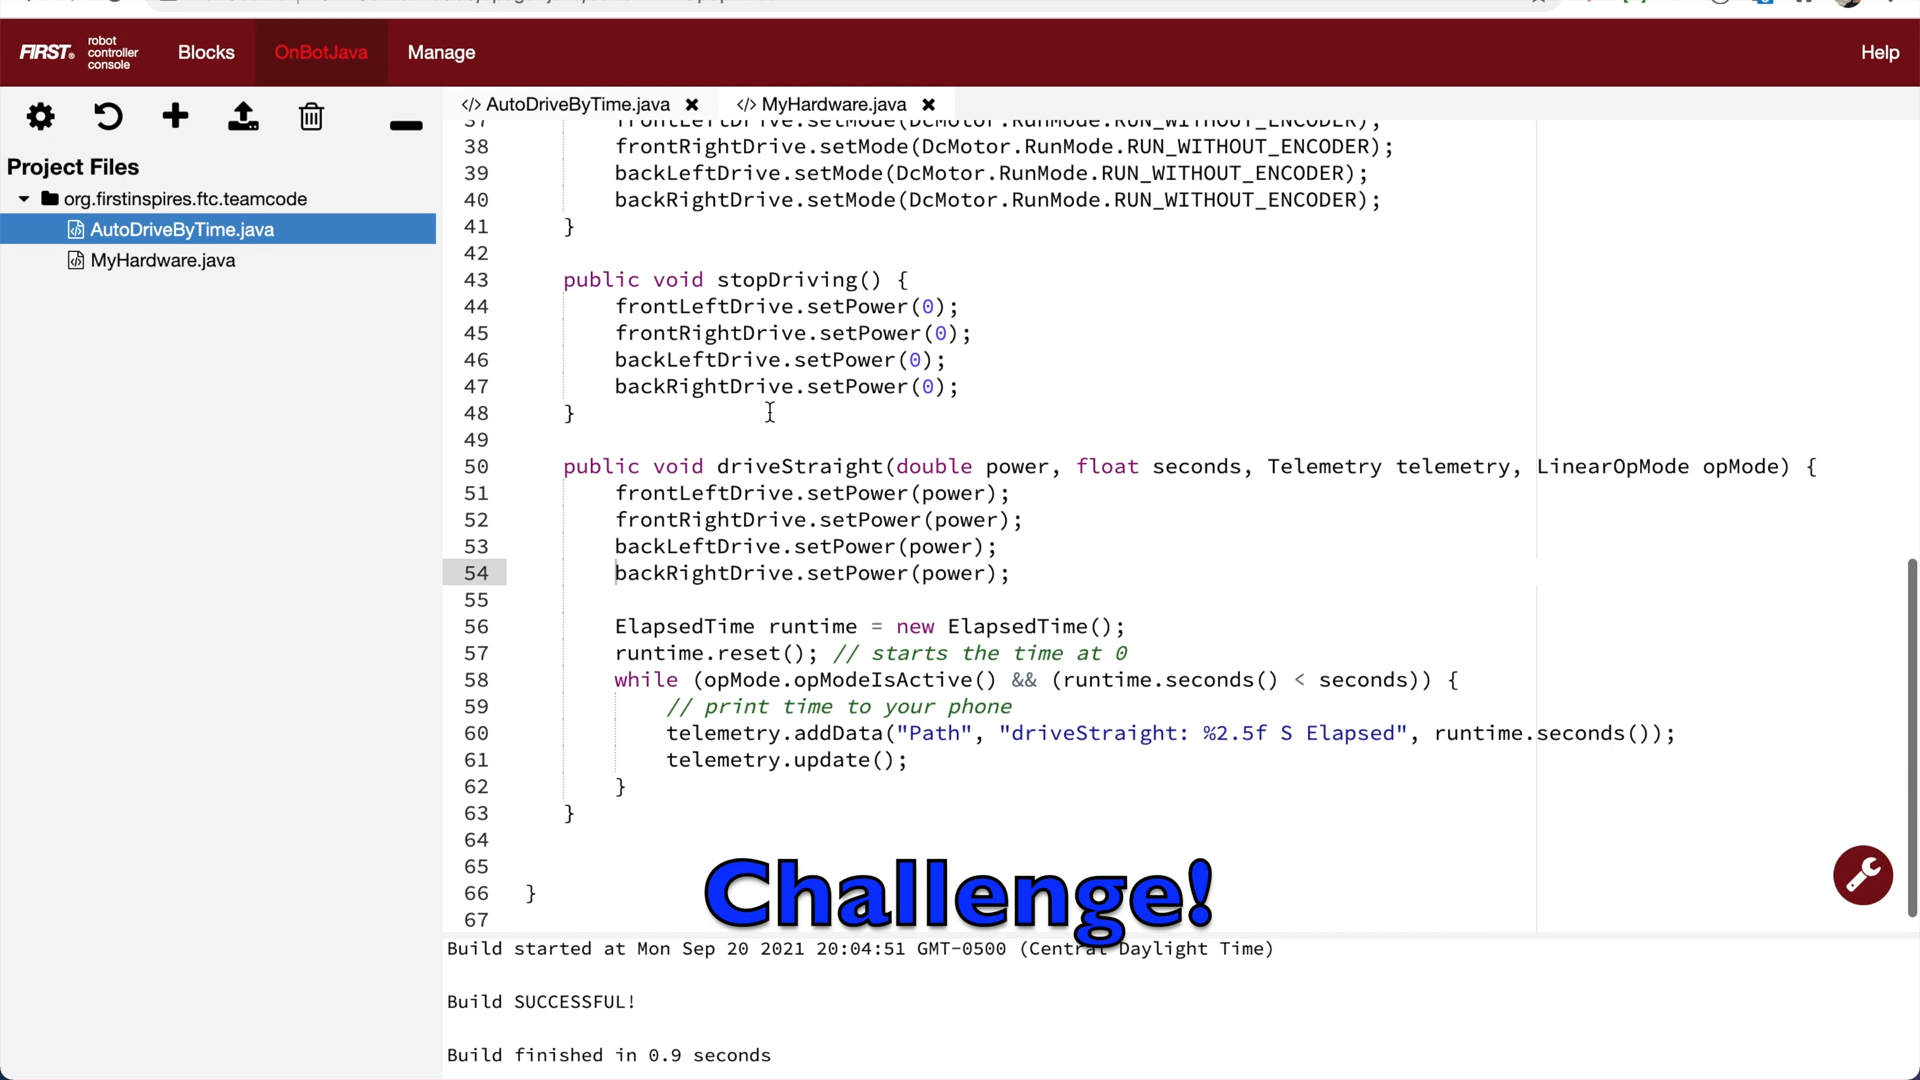 FIRST® robot controller console
Blocks
OnBotJava
Manage
Help
Project Files
org.firstinspires.ftc.teamcode
AutoDriveByTime.java
MyHardware.java
</> AutoDriveByTime.java ✖
</> MyHardware.java ✖
37 frontLeftDrive.setMode(DcMotor.RunMode.RUN_WITHOUT_ENCODER);
38 frontRightDrive.setMode(DcMotor.RunMode.RUN_WITHOUT_ENCODER);
39 backLeftDrive.setMode(DcMotor.RunMode.RUN_WITHOUT_ENCODER);
40 backRightDrive.setMode(DcMotor.RunMode.RUN_WITHOUT_ENCODER);
41 }
42
43 public void stopDriving() {
44 frontLeftDrive.setPower(0);
45 frontRightDrive.setPower(0);
46 backLeftDrive.setPower(0);
47 backRightDrive.setPower(0);
48 }
49
50 public void driveStraight(double power, float seconds, Telemetry telemetry, LinearOpMode opMode) {
51 frontLeftDrive.setPower(power);
52 frontRightDrive.setPower(power);
53 backLeftDrive.setPower(power);
54 backRightDrive.setPower(power);
55
56 ElapsedTime runtime = new ElapsedTime();
57 runtime.reset(); // starts the time at 0
58 while (opMode.opModeIsActive() && (runtime.seconds() < seconds)) {
59 // print time to your phone
60 telemetry.addData("Path", "driveStraight: %2.5f S Elapsed", runtime.seconds());
61 telemetry.update();
62 }
63 }
64
65
66 }
67
Challenge!
Build started at Mon Sep 20 2021 20:04:51 GMT-0500 (Central Daylight Time)
Build SUCCESSFUL!
Build finished in 0.9 seconds